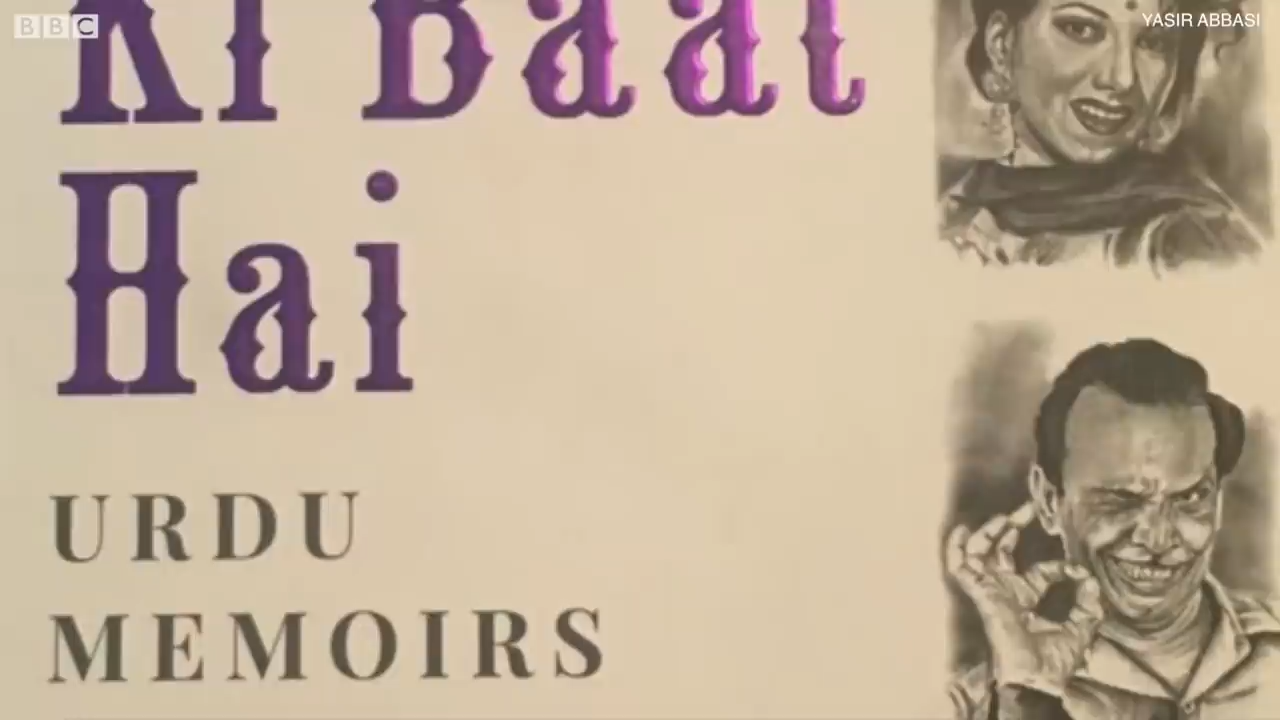 BBC
YASIR ABBASI
Ki Baat
Hai
URDU
MEMOIRS